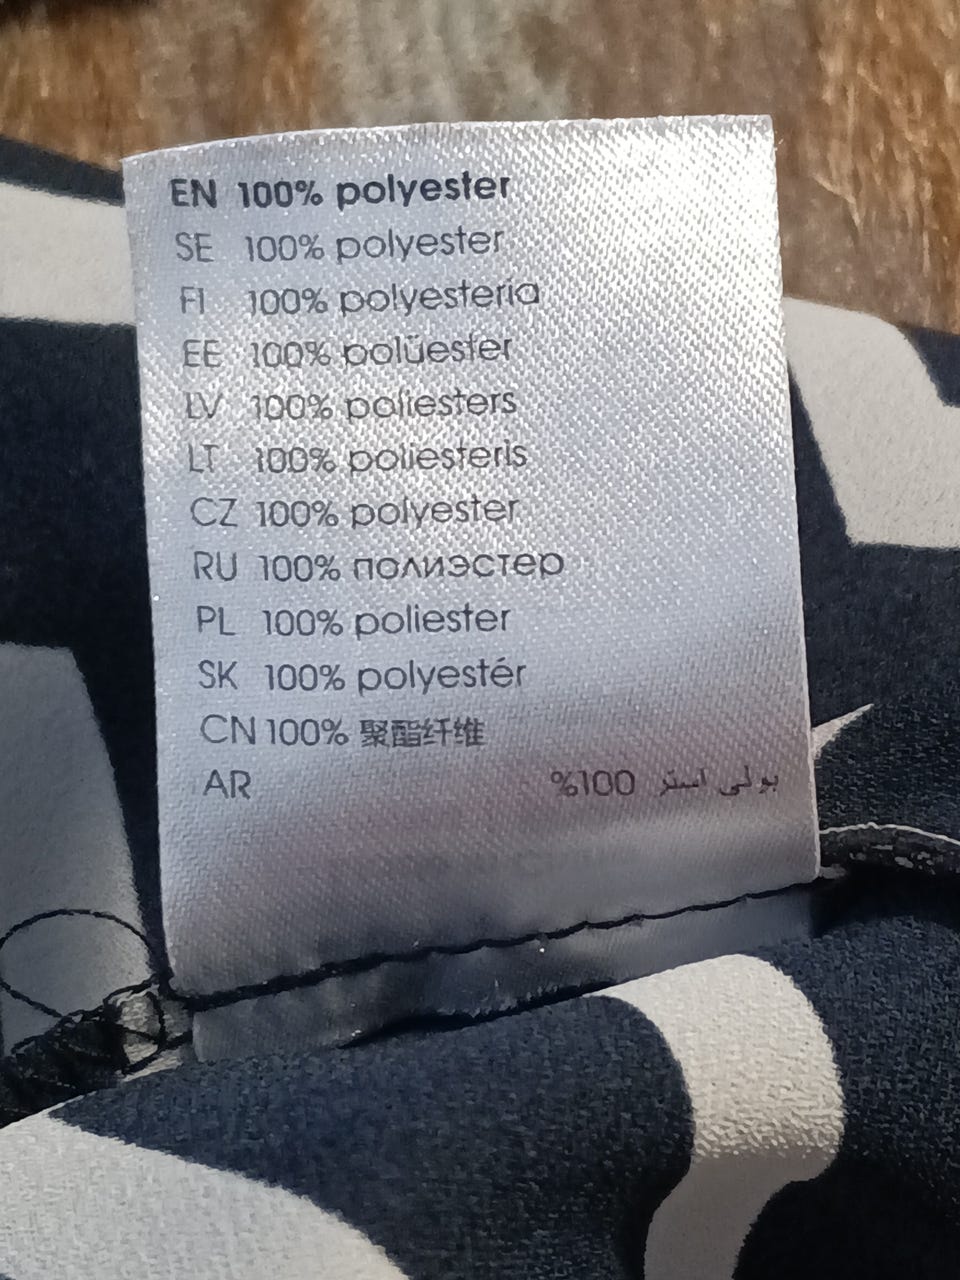 EN 100% polyester
SE 100% polyester
FI 100% polyesteria
EE 100% polüester
LV 100% poliesters
LT 100% poliesteris
CZ 100% polyester
RU 100% полиэстер
PL 100% poliester
SK 100% polyestér
CN 100% 聚酯纤维
AR بولي استر 100%